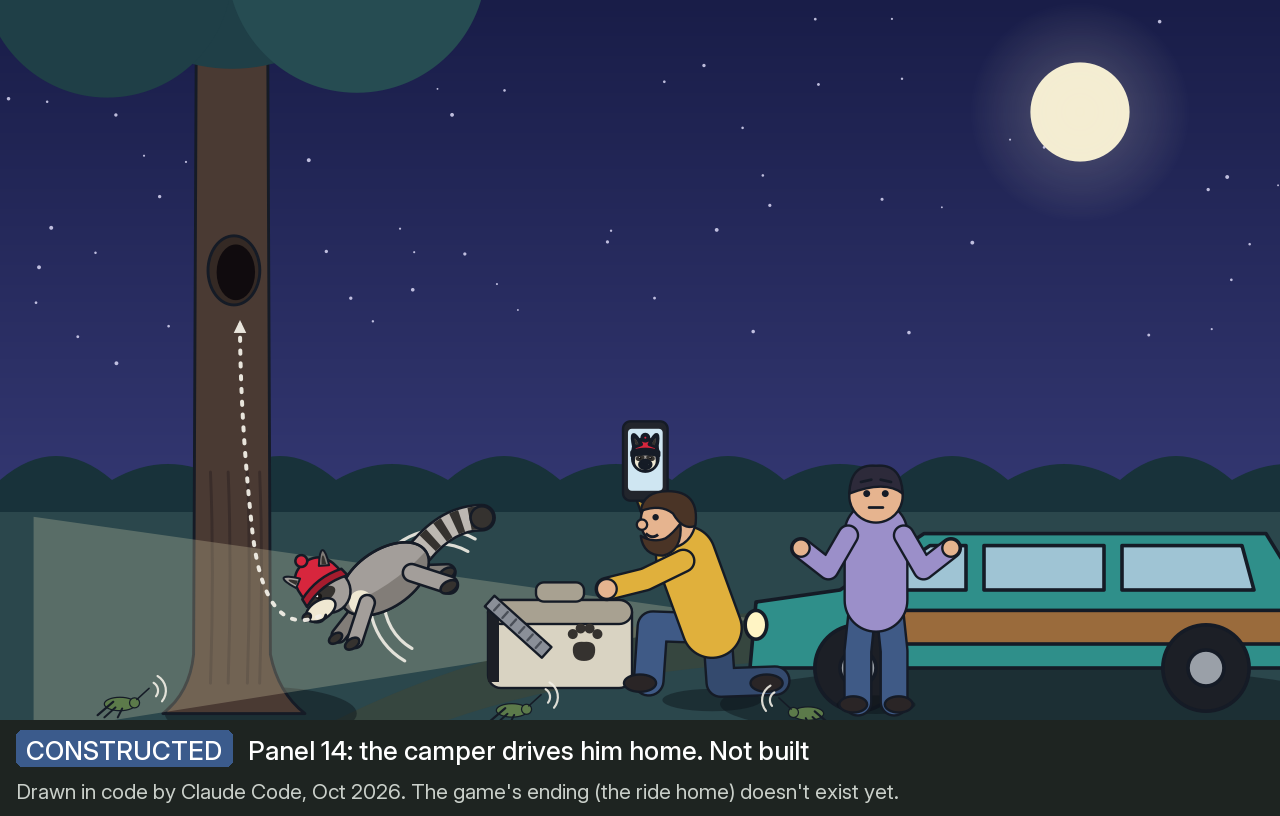 CONSTRUCTED Panel 14: the camper drives him home. Not built
Drawn in code by Claude Code, Oct 2026. The game's ending (the ride home) doesn't exist yet.